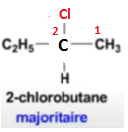 Cl
2 1
C₂H₅ C CH₃
H
2-chlorobutane
majoritaire